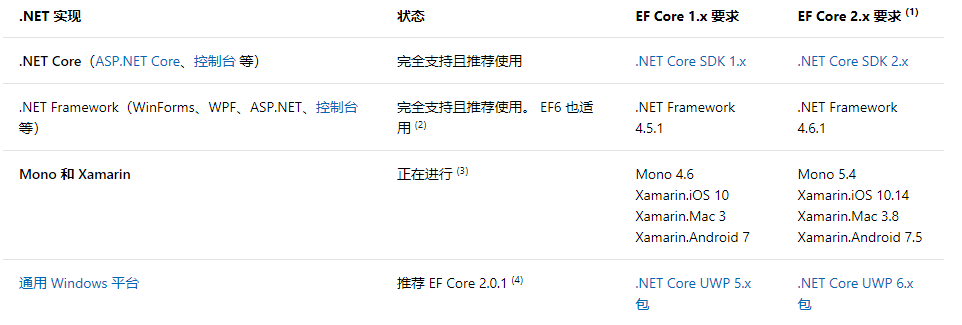 .NET 实现 状态 EF Core 1.x 要求 EF Core 2.x 要求 (1)
.NET Core（ASP.NET Core、控制台 等） 完全支持且推荐使用 .NET Core SDK 1.x .NET Core SDK 2.x
.NET Framework（WinForms、WPF、ASP.NET、控制台 完全支持且推荐使用。 EF6 也适 .NET Framework .NET Framework
等） 用 (2) 4.5.1 4.6.1
Mono 和 Xamarin 正在进行 (3) Mono 4.6 Mono 5.4
Xamarin.iOS 10 Xamarin.iOS 10.14
Xamarin.Mac 3 Xamarin.Mac 3.8
Xamarin.Android 7 Xamarin.Android 7.5
通用 Windows 平台 推荐 EF Core 2.0.1 (4) .NET Core UWP 5.x .NET Core UWP 6.x
包 包